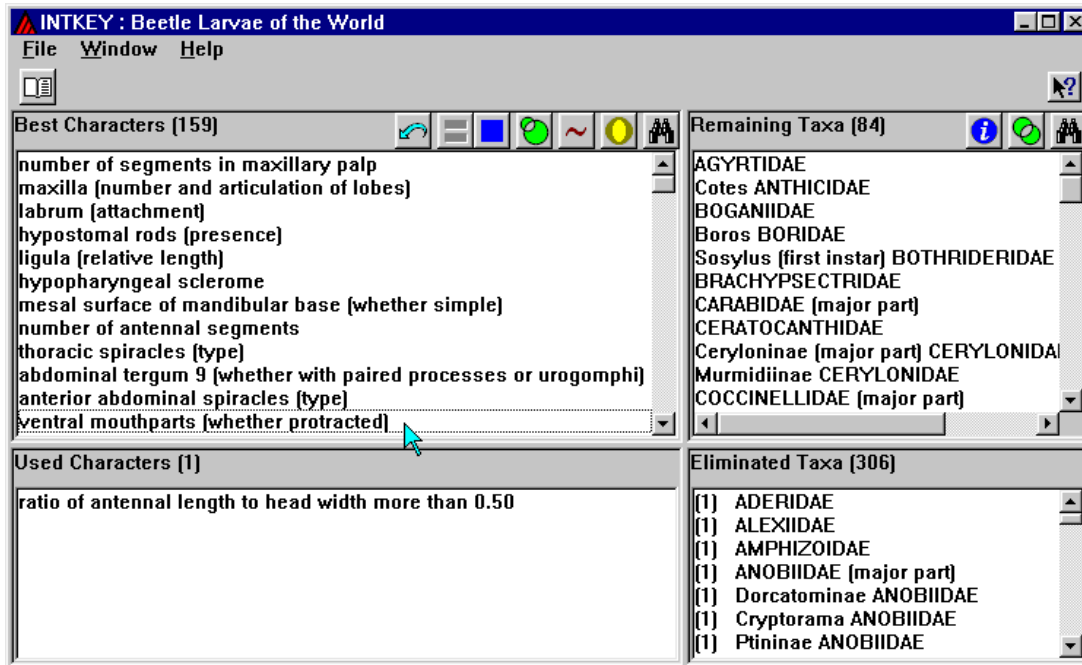 INTKEY : Beetle Larvae of the World
File Window Help
Best Characters (159)
number of segments in maxillary palp
maxilla (number and articulation of lobes)
labrum (attachment)
hypostomal rods (presence)
ligula (relative length)
hypopharyngeal sclerome
mesal surface of mandibular base (whether simple)
number of antennal segments
thoracic spiracles (type)
abdominal tergum 9 (whether with paired processes or urogomphi)
anterior abdominal spiracles (type)
ventral mouthparts (whether protracted)
Remaining Taxa (84)
AGYRTIDAE
Cotes ANTHICIDAE
BOGANIIDAE
Boros BORIDAE
Sosylus (first instar) BOTHRIDERIDAE
BRACHYPSECTRIDAE
CARABIDAE (major part)
CERATOCANTHIDAE
Ceryloninae (major part) CERYLONIDA
Murmidiinae CERYLONIDAE
COCCINELLIDAE (major part)
Used Characters (1)
ratio of antennal length to head width more than 0.50
Eliminated Taxa (306)
(1) ADERIDAE
(1) ALEXIIDAE
(1) AMPHIZOIDAE
(1) ANOBIIDAE (major part)
(1) Dorcatominae ANOBIIDAE
(1) Cryptorama ANOBIIDAE
(1) Ptininae ANOBIIDAE